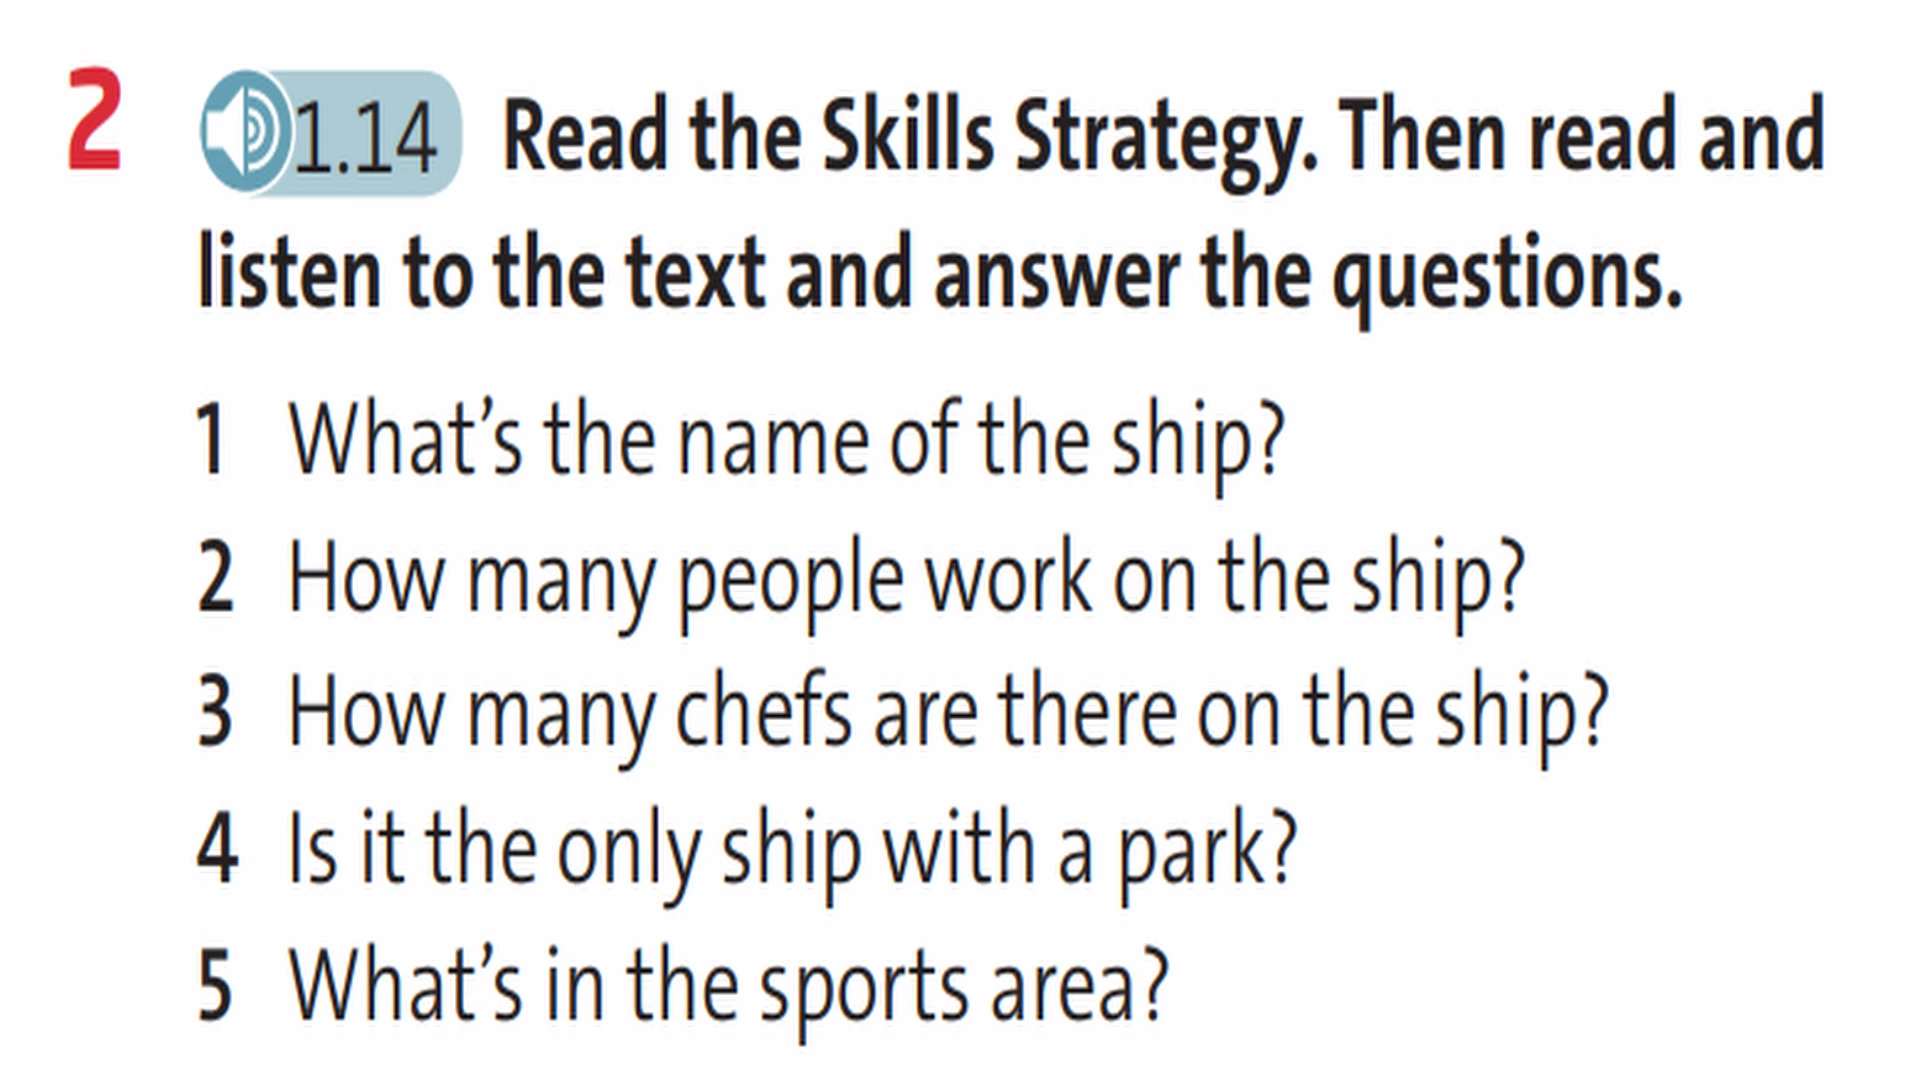 2 1.14 Read the Skills Strategy. Then read and
listen to the text and answer the questions.
1 What's the name of the ship?
2 How many people work on the ship?
3 How many chefs are there on the ship?
4 Is it the only ship with a park?
5 What's in the sports area?